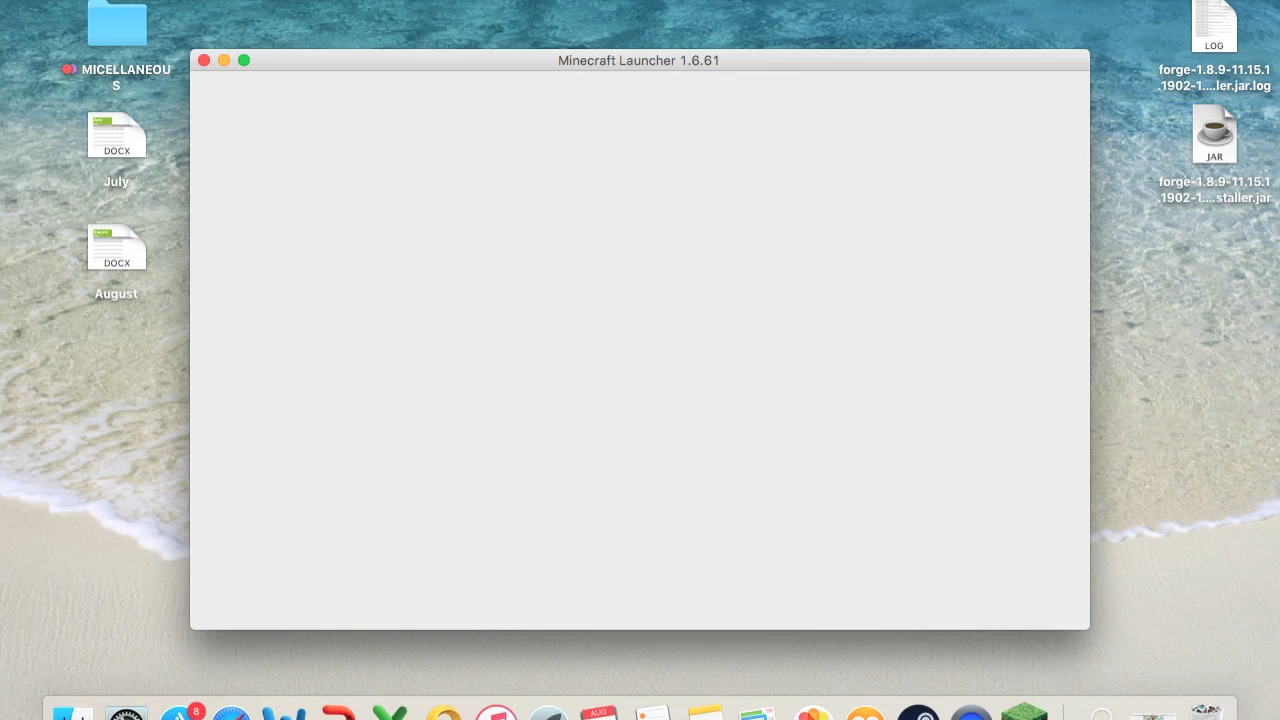 Minecraft Launcher 1.6.61
MICELLANEOU
S
DOCX
July
DOCX
August
LOG
forge-1.8.9-11.15.1
.1902-1....ler.jar.log
JAR
forge-1.8.9-11.15.1
.1902-1....staller.jar
8
AUG